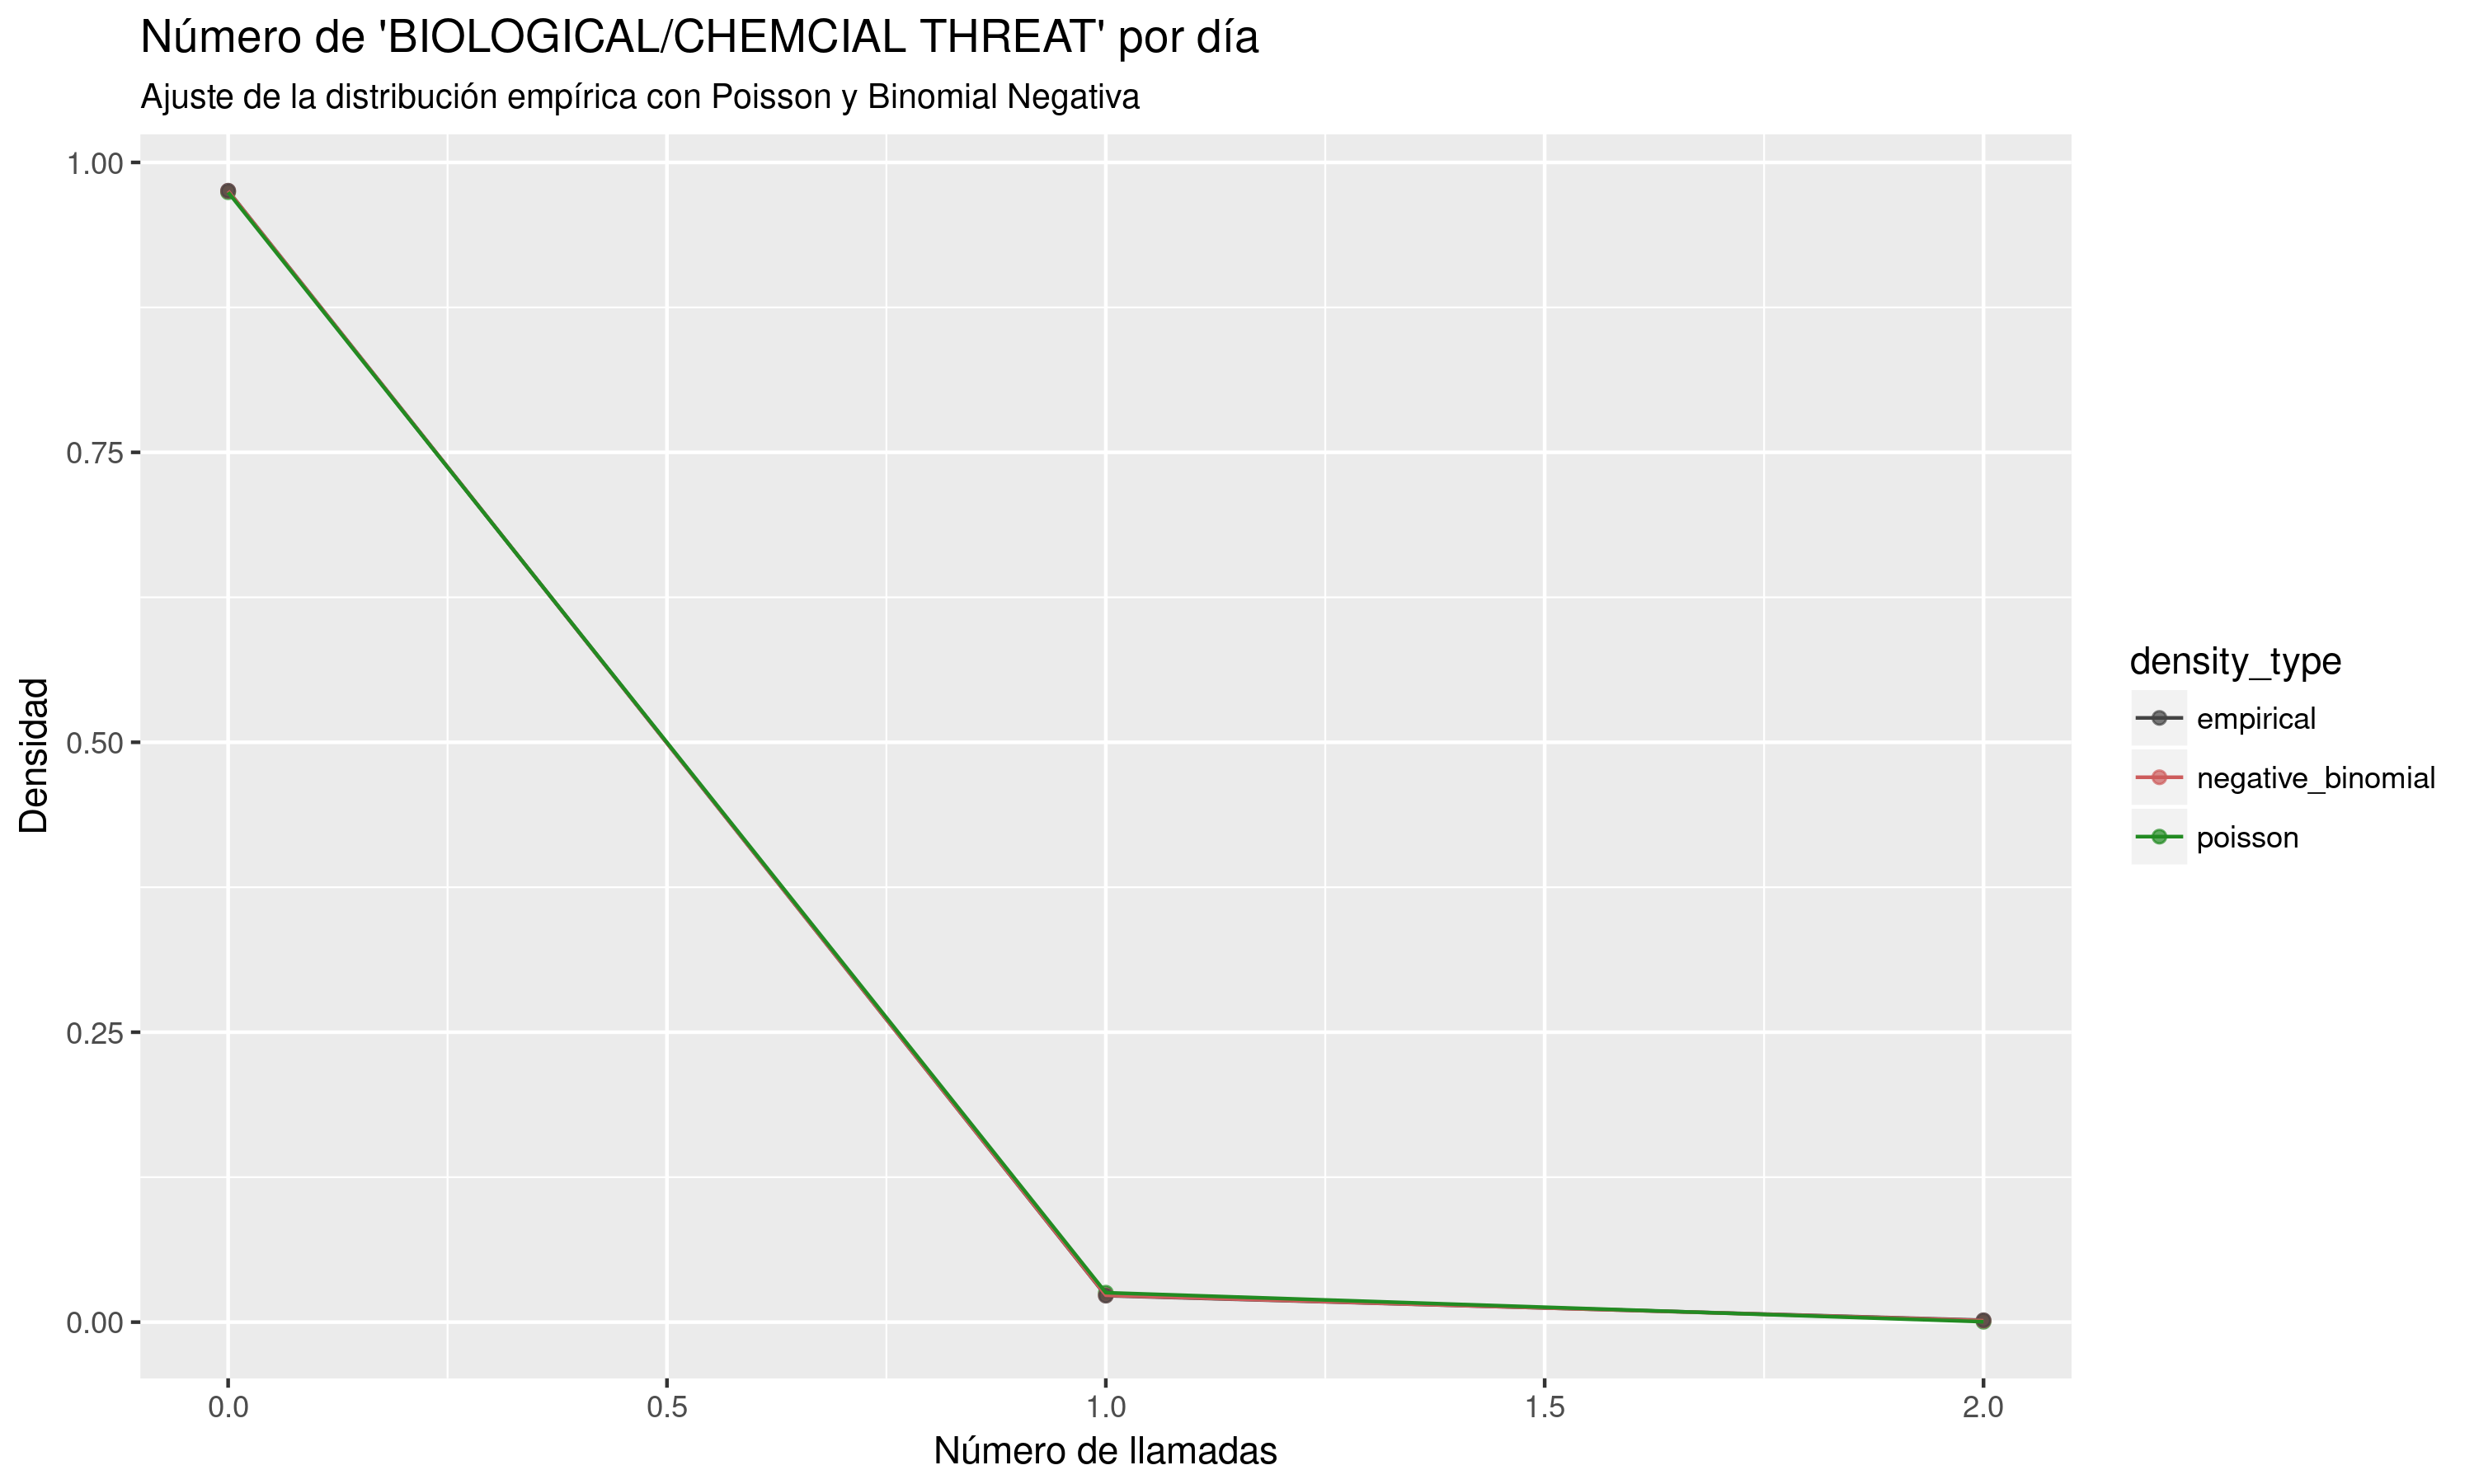 Número de 'BIOLOGICAL/CHEMCIAL THREAT' por día
Ajuste de la distribución empírica con Poisson y Binomial Negativa
1.00
0.75
0.50
0.25
0.00
Densidad
0.0 0.5 1.0 1.5 2.0
Número de llamadas
density_type
empirical
negative_binomial
poisson